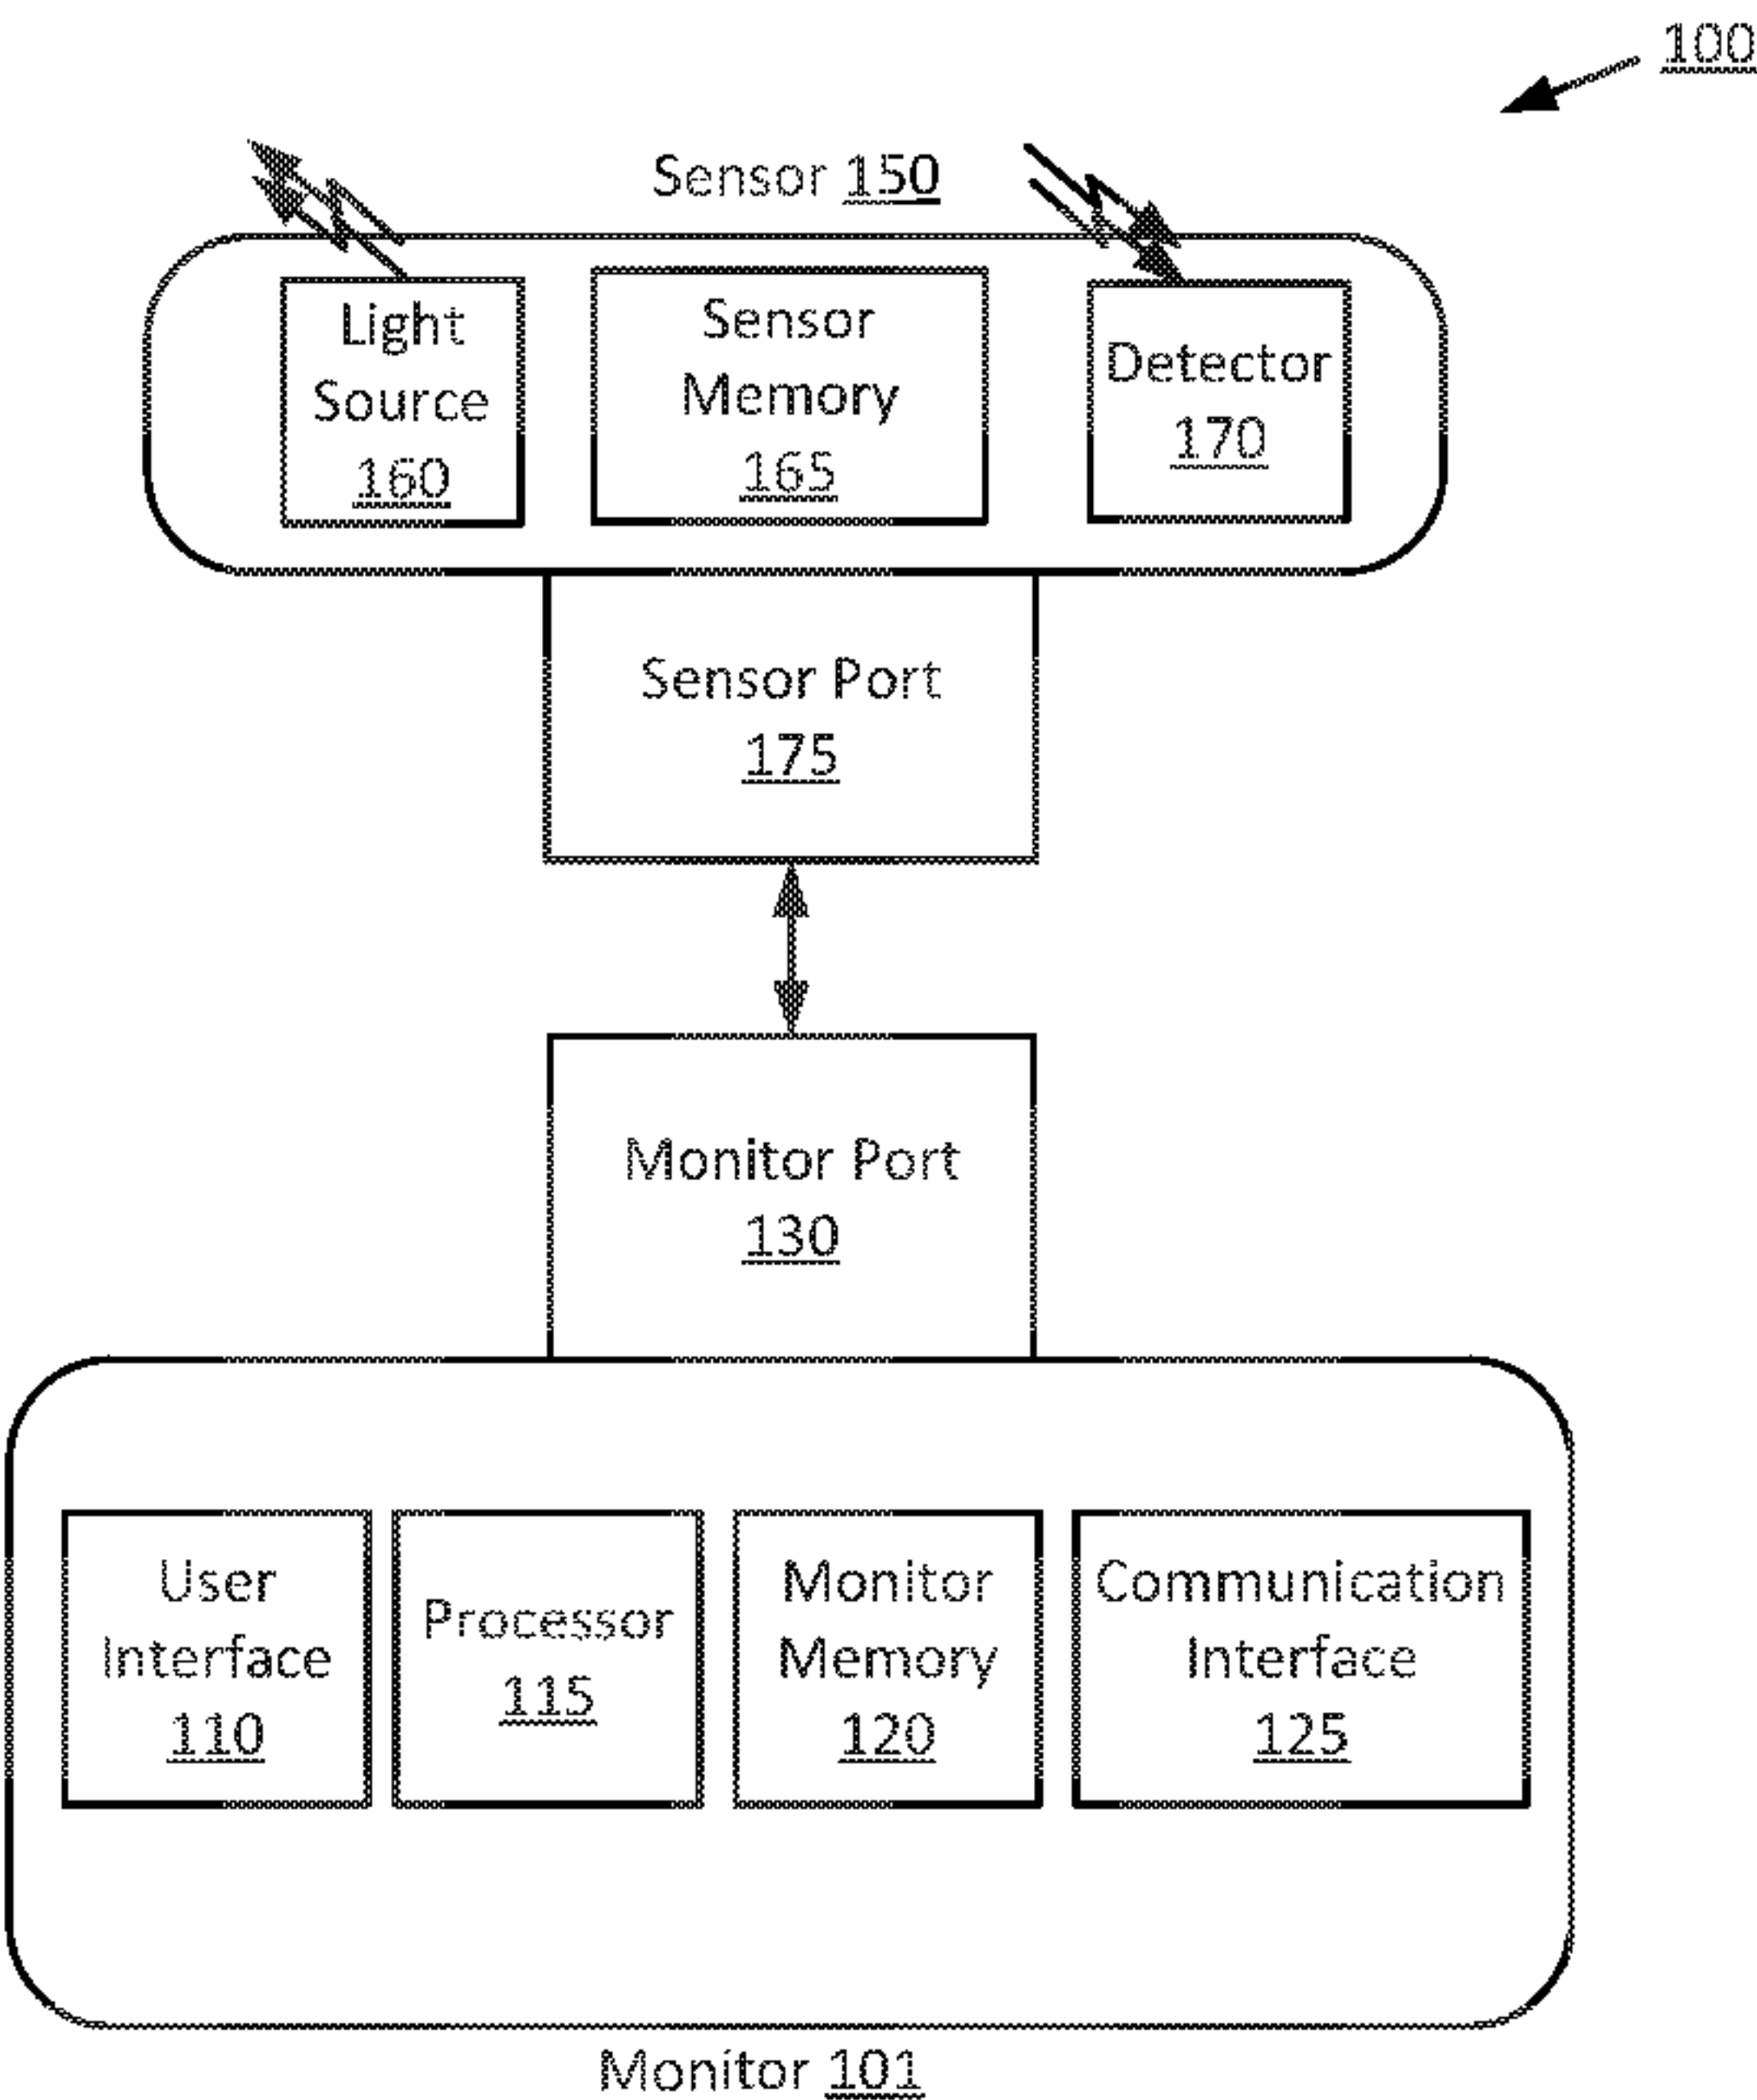 100
Sensor 150
Light
Source
160
Sensor
Memory
165
Detector
170
Sensor Port
175
Monitor Port
130
User
Interface
110
Processor
115
Monitor
Memory
120
Communication
Interface
125
Monitor 101